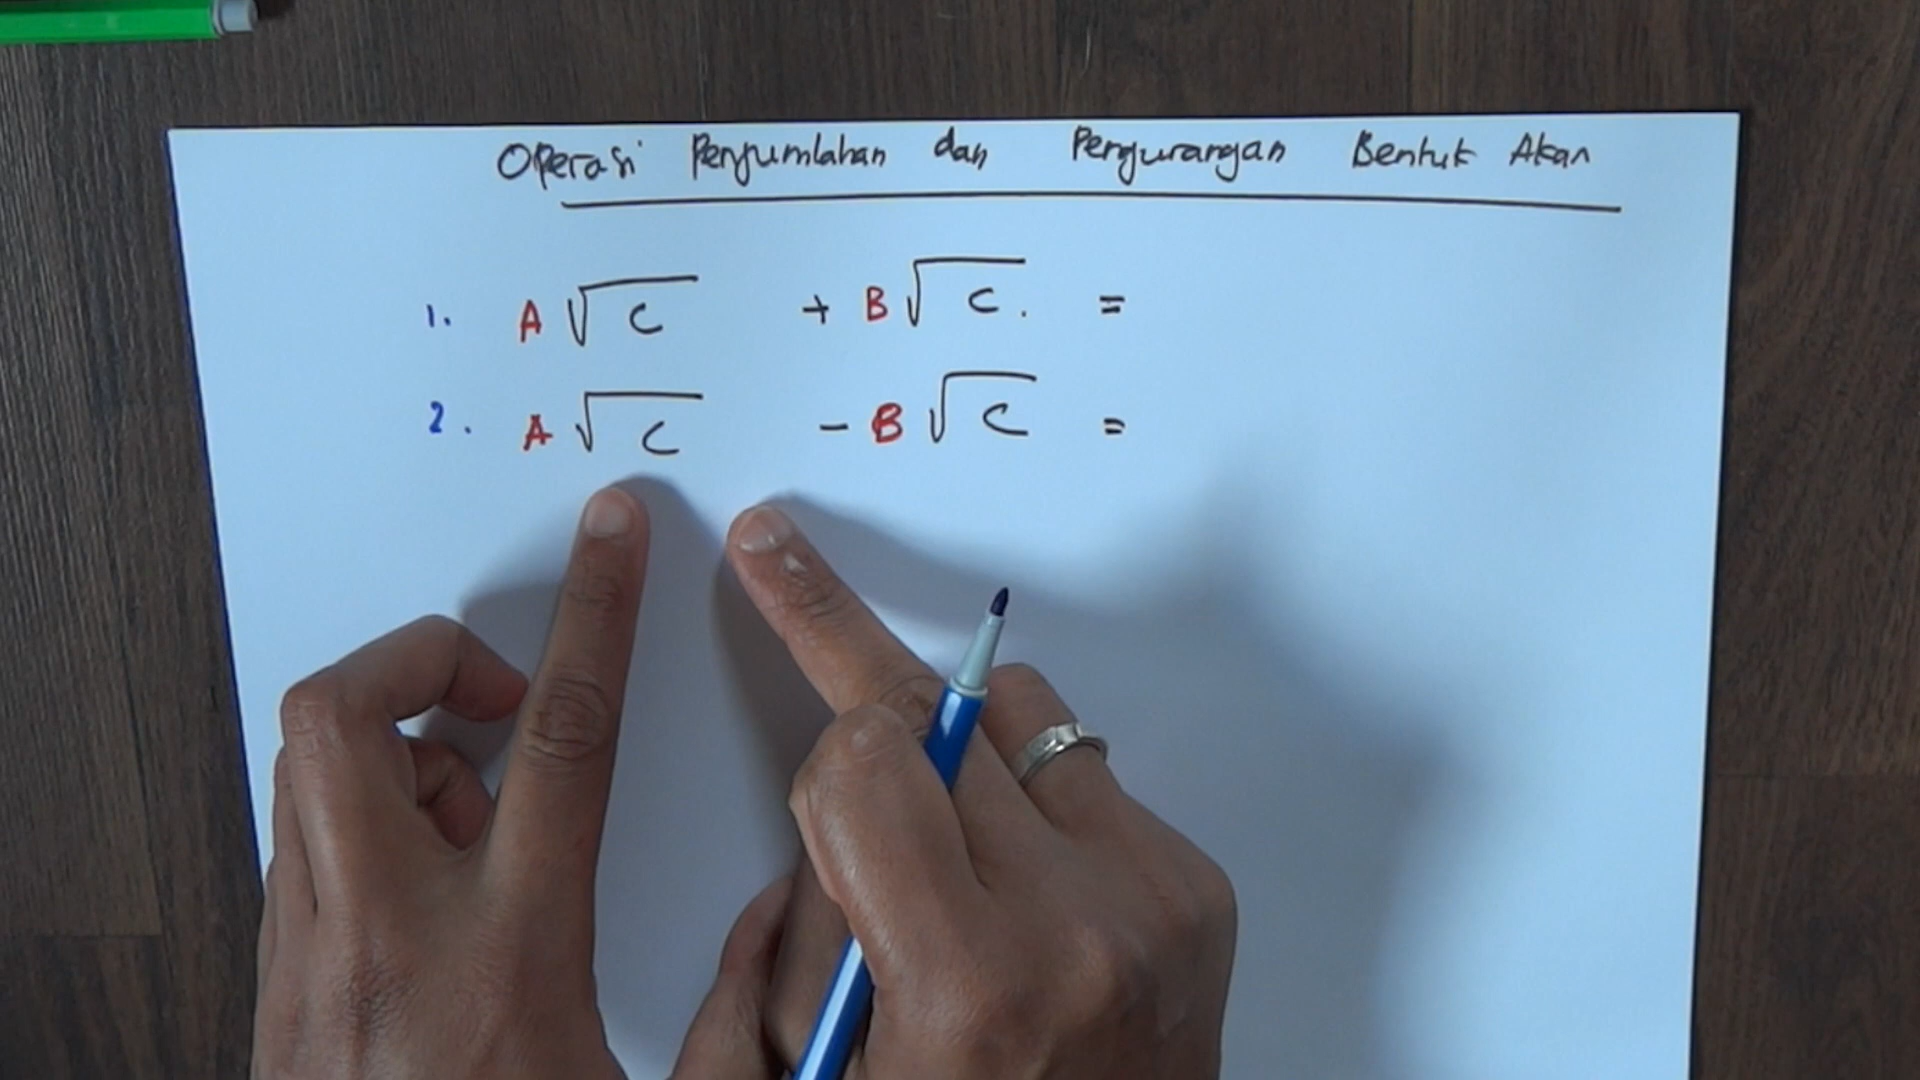 Operasi Penjumlahan dan Pengurangan Bentuk Akar
1. A√C + B√C. =
2. A√C - B√C =